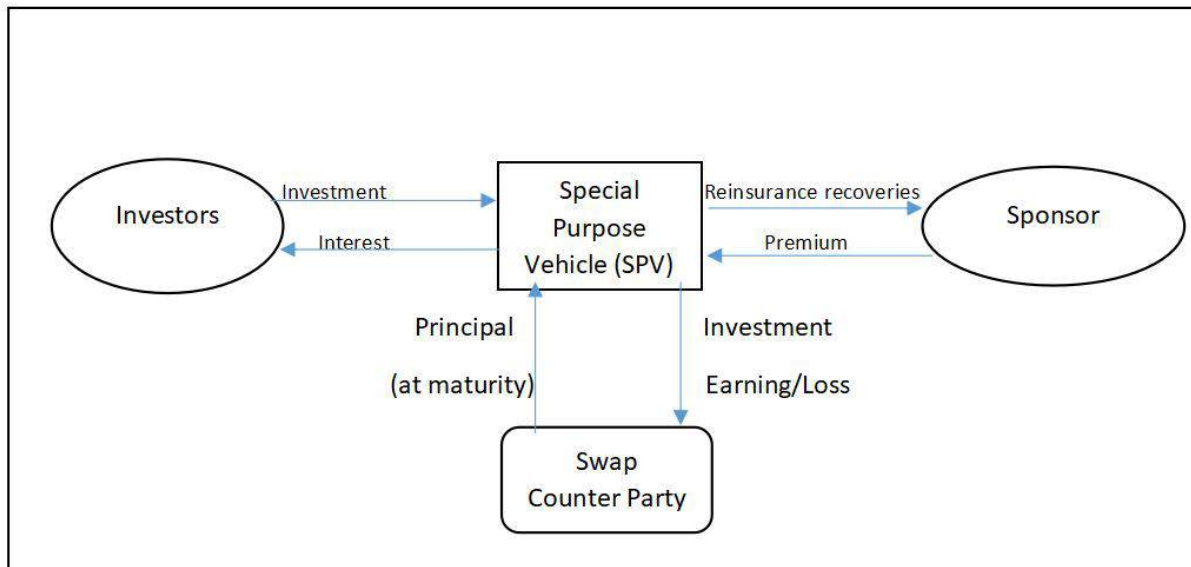 Investors
Investment
Interest
Special
Purpose
Vehicle (SPV)
Reinsurance recoveries
Premium
Sponsor
Principal
(at maturity)
Investment
Earning/Loss
Swap
Counter Party